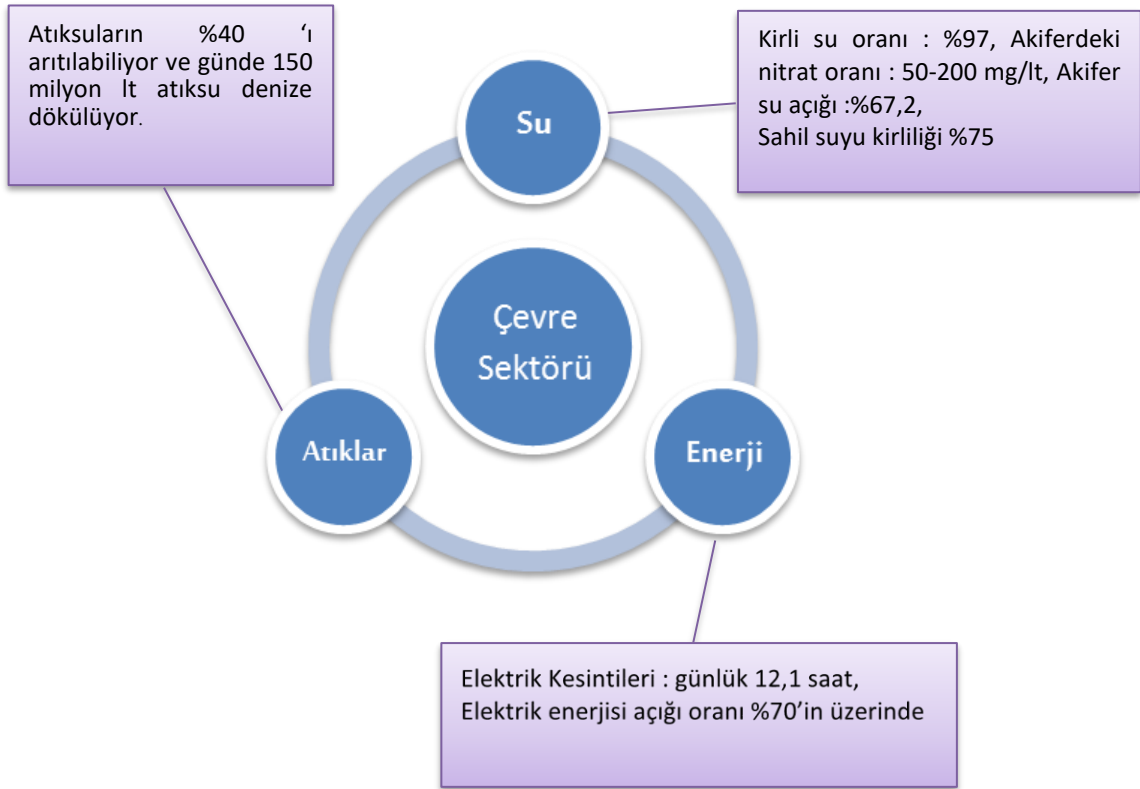 Atıksuların %40 ‘ı
arıtılabiliyor ve günde 150
milyon lt atıksu denize
dökülüyor.
Kirli su oranı : %97, Akiferdeki
nitrat oranı : 50-200 mg/lt, Akifer
su açığı :%67,2,
Sahil suyu kirliliği %75
Su
Çevre
Sektörü
Atıklar
Enerji
Elektrik Kesintileri : günlük 12,1 saat,
Elektrik enerjisi açığı oranı %70’in üzerinde